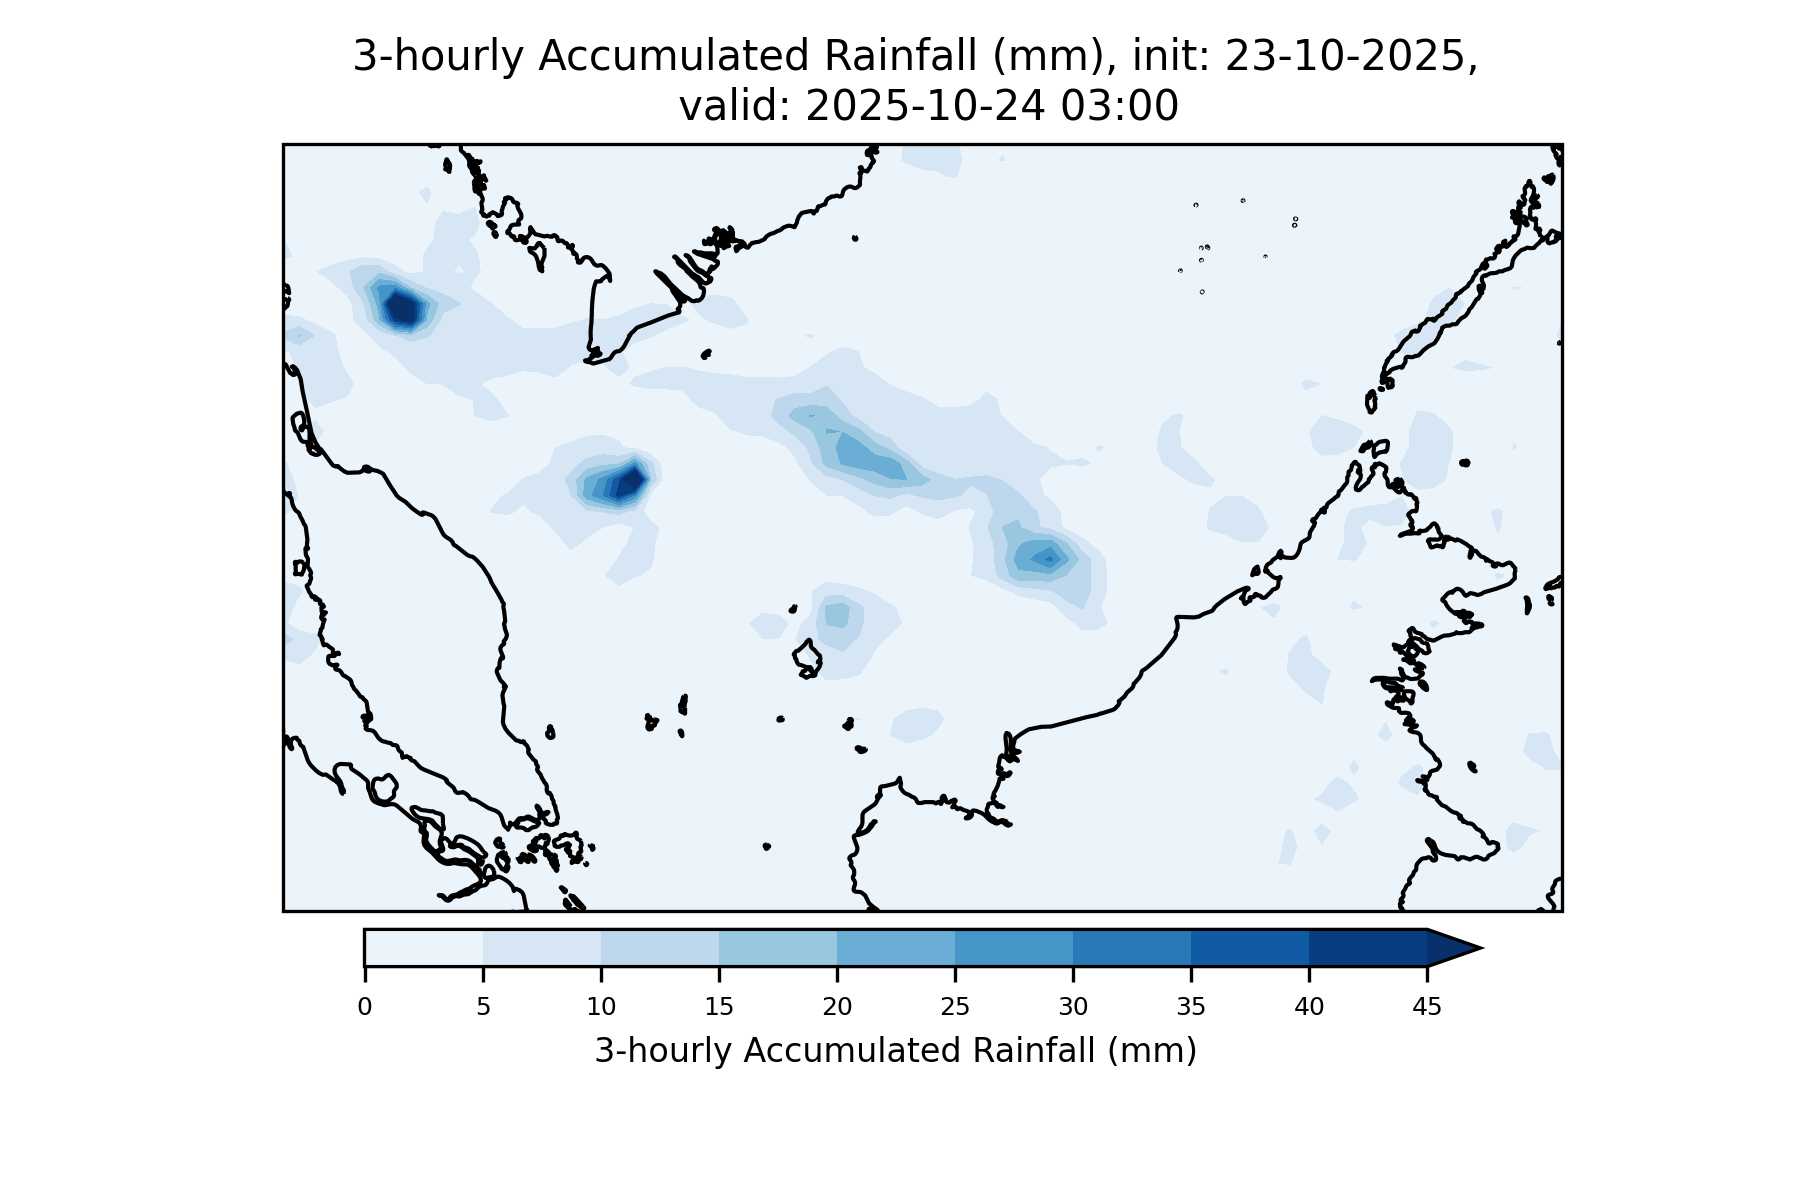 3-hourly Accumulated Rainfall (mm), init: 23-10-2025,
valid: 2025-10-24 03:00
0 5 10 15 20 25 30 35 40 45
3-hourly Accumulated Rainfall (mm)